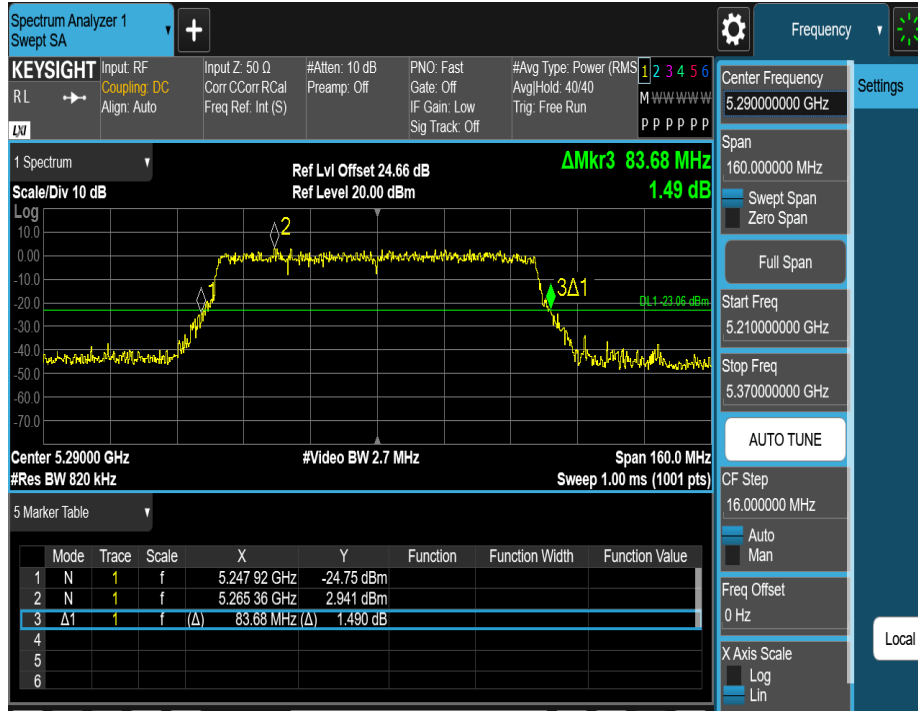 Spectrum Analyzer 1
Swept SA
+
Frequency
KEYSIGHT
RL
LXI
Input: RF
Coupling: DC
Align: Auto
Input Z: 50 Ω
Corr CCorr RCal
Freq Ref: Int (S)
#Atten: 10 dB
Preamp: Off
PNO: Fast
Gate: Off
IF Gain: Low
Sig Track: Off
#Avg Type: Power (RMS
Avg|Hold: 40/40
Trig: Free Run
1 2 3 4 5 6
M W W W W W
P P P P P P
Center Frequency
5.290000000 GHz
Settings
1 Spectrum
Scale/Div 10 dB
Ref Lvl Offset 24.66 dB
Ref Level 20.00 dBm
ΔMkr3 83.68 MHz
1.49 dB
Log
10.0
0.00
-10.0
-20.0
-30.0
-40.0
-50.0
-60.0
-70.0
1
2
3Δ1
DL1 -23.06 dBm
Center 5.29000 GHz
#Res BW 820 kHz
#Video BW 2.7 MHz
Span 160.0 MHz
Sweep 1.00 ms (1001 pts)
Span
160.000000 MHz
Swept Span
Zero Span
Full Span
Start Freq
5.210000000 GHz
Stop Freq
5.370000000 GHz
AUTO TUNE
CF Step
16.000000 MHz
Auto
Man
Freq Offset
0 Hz
X Axis Scale
Log
Lin
Local
5 Marker Table
Mode Trace Scale X Y Function Function Width Function Value
1 N 1 f 5.247 92 GHz -24.75 dBm
2 N 1 f 5.265 36 GHz 2.941 dBm
3 Δ1 1 f (Δ) 83.68 MHz (Δ) 1.490 dB
4
5
6